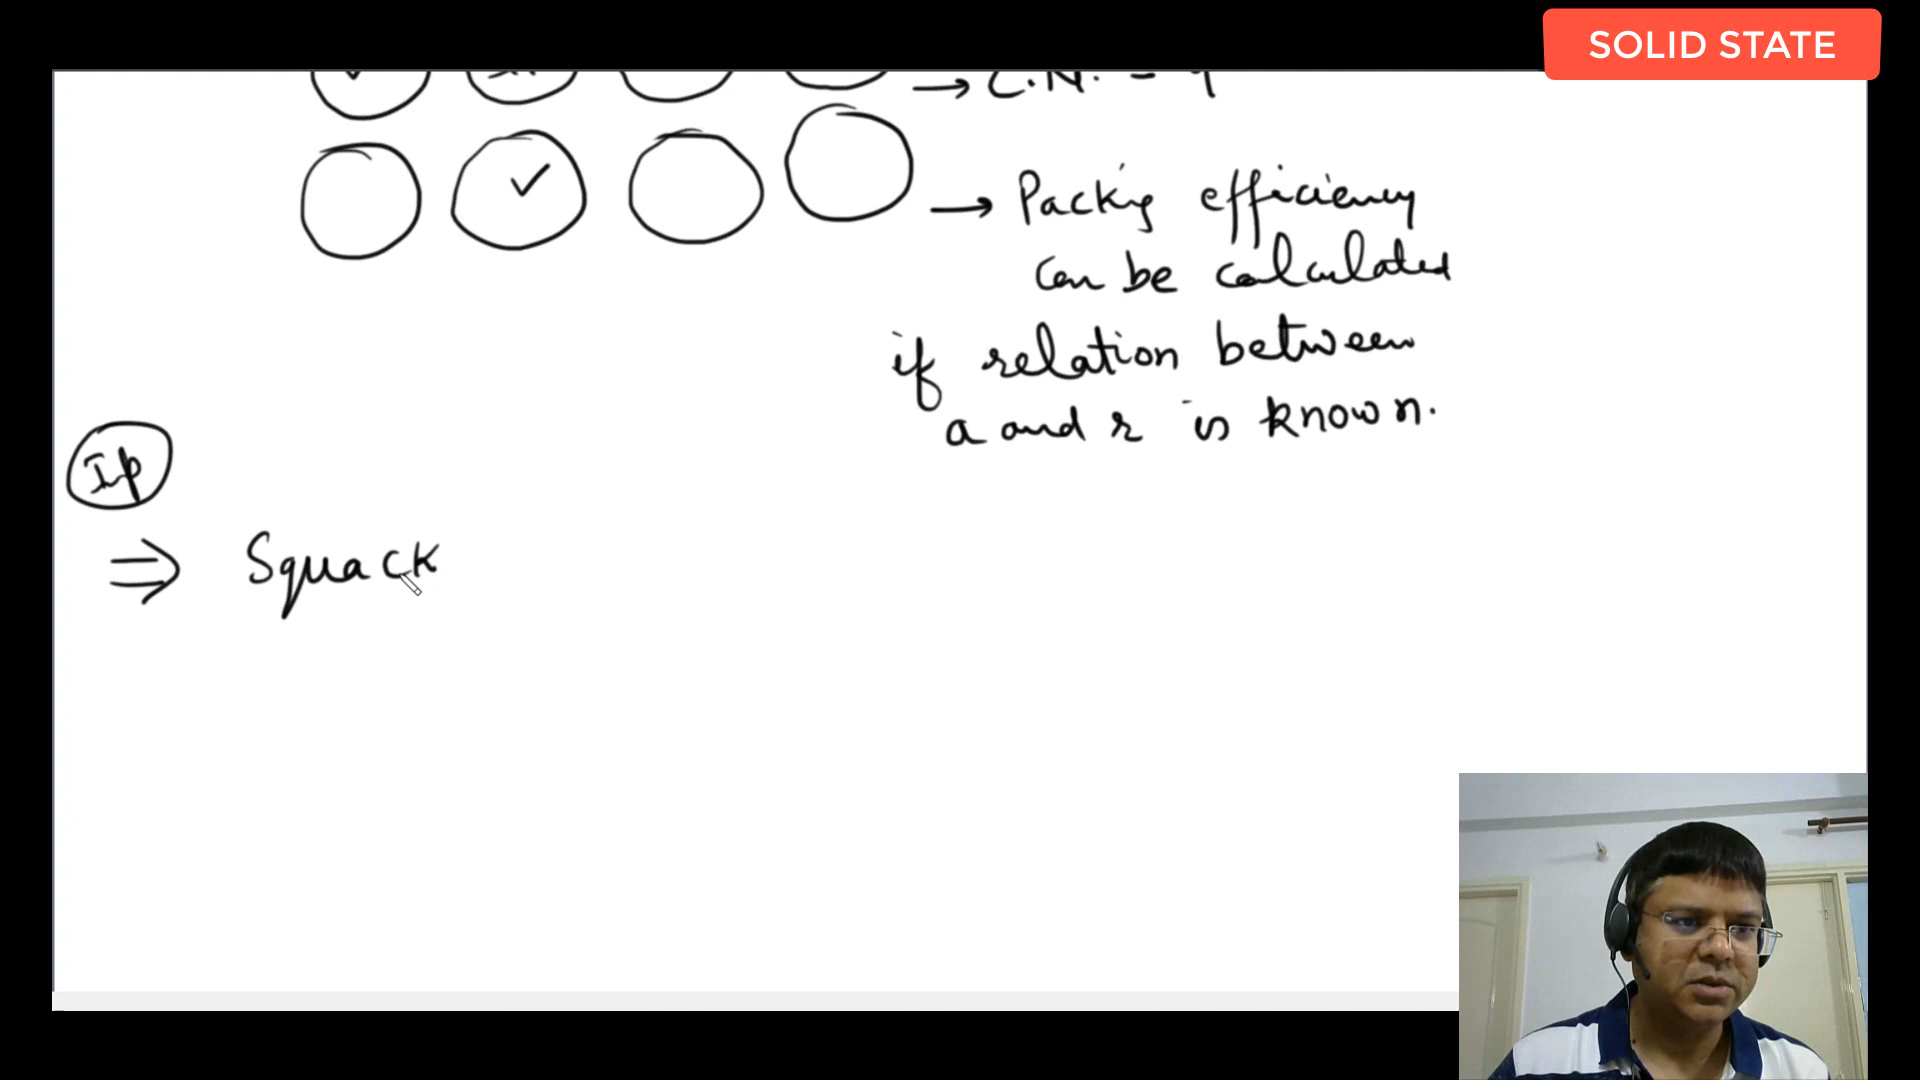 SOLID STATE
→ C.N. = 4
→ Packing efficiency
can be calculated
if relation between
a and r is known.
Ip
⇒ Squack